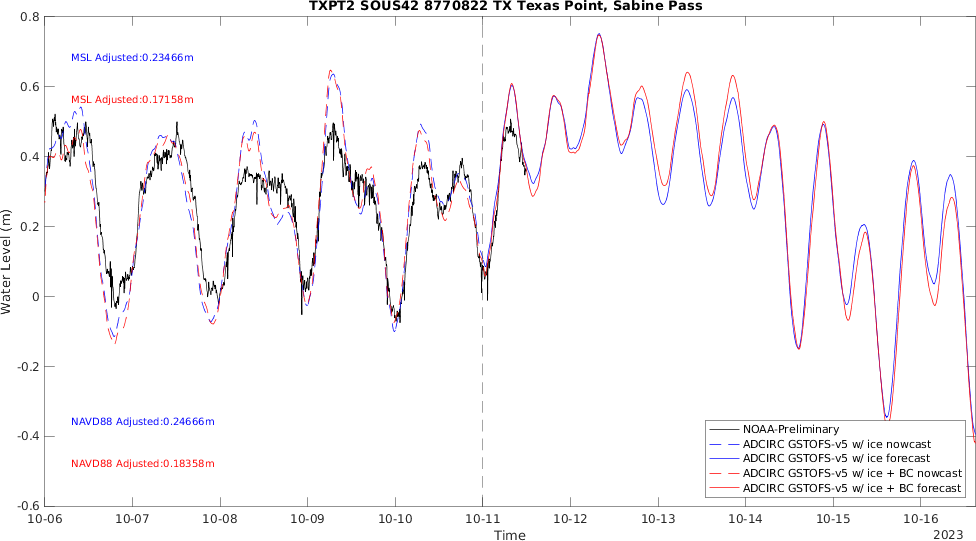 TXPT2 SOUS42 8770822 TX Texas Point, Sabine Pass
0.8
0.6
0.4
0.2
0
-0.2
-0.4
-0.6
Water Level (m)
MSL Adjusted:0.23466m
MSL Adjusted:0.17158m
NAVD88 Adjusted:0.24666m
NAVD88 Adjusted:0.18358m
NOAA-Preliminary
ADCIRC GSTOFS-v5 w/ ice nowcast
ADCIRC GSTOFS-v5 w/ ice forecast
ADCIRC GSTOFS-v5 w/ ice + BC nowcast
ADCIRC GSTOFS-v5 w/ ice + BC forecast
10-06 10-07 10-08 10-09 10-10 10-11 10-12 10-13 10-14 10-15 10-16
Time
2023